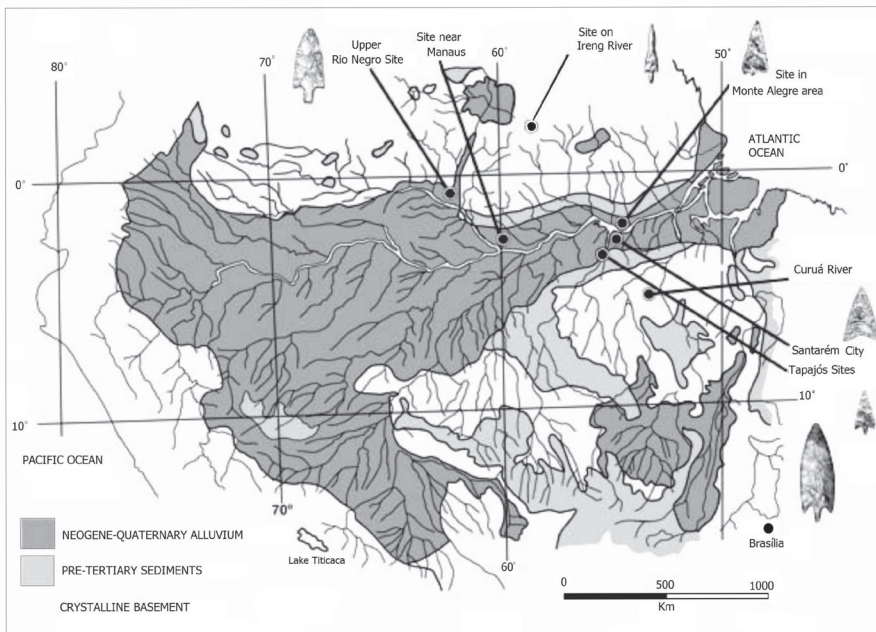 Site near
Manaus
Upper
Rio Negro Site
Site on
Ireng River
Site in
Monte Alegre area
80°
70°
60°
50°
ATLANTIC
OCEAN
0°
0°
Curuá River
Santarém City
Tapajós Sites
10°
10°
PACIFIC OCEAN
70°
60°
Lake Titicaca
Brasília
NEOGENE-QUATERNARY ALLUVIUM
PRE-TERTIARY SEDIMENTS
CRYSTALLINE BASEMENT
0 500 1000
Km